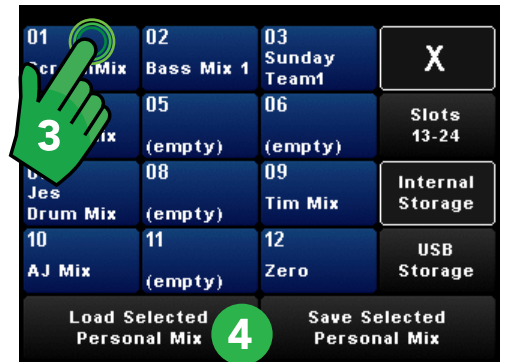 01
02
03
X
Bass Mix 1
Sunday
Team1
3
05
06
Slots
13-24
(empty)
(empty)
08
09
Internal
Storage
Jes
Drum Mix
(empty)
Tim Mix
10
11
12
USB
Storage
AJ Mix
(empty)
Zero
Load Selected
Personal Mix
4
Save Selected
Personal Mix